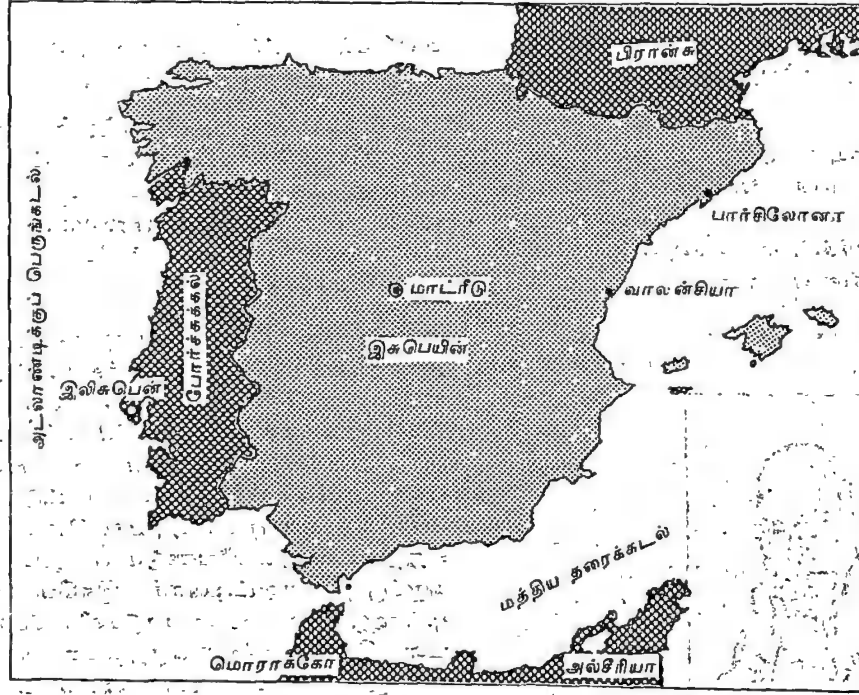 பிரான்சு
அட்லாண்டிக்குப் பெருங்கடல்
பார்சிலோனா
போர்ச்சுக்கல்
மாட்ரீடு
வாலன்சியா
இசுபெயின்
இலிசுபென்
மத்திய தரைக்கடல்
மொராக்கோ
அல்சீரியா